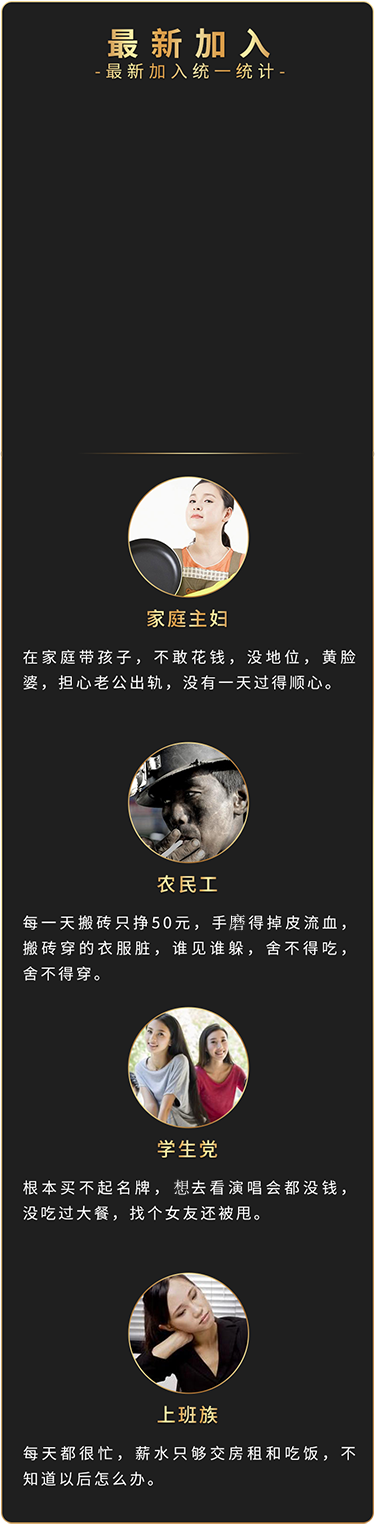 最新加入
-最新加入统一统计-
家庭主妇
在家庭带孩子，不敢花钱，没地位，黄脸
婆，担心老公出轨，没有一天过得顺心。
农民工
每一天搬砖只挣50元，手磨得掉皮流血，
搬砖穿的衣服脏，谁见谁躲，舍不得吃，
舍不得穿。
学生党
根本买不起名牌，想去看演唱会都没钱，
没吃过大餐，找个女友还被甩。
上班族
每天都很忙，薪水只够交房租和吃饭，不
知道以后怎么办。